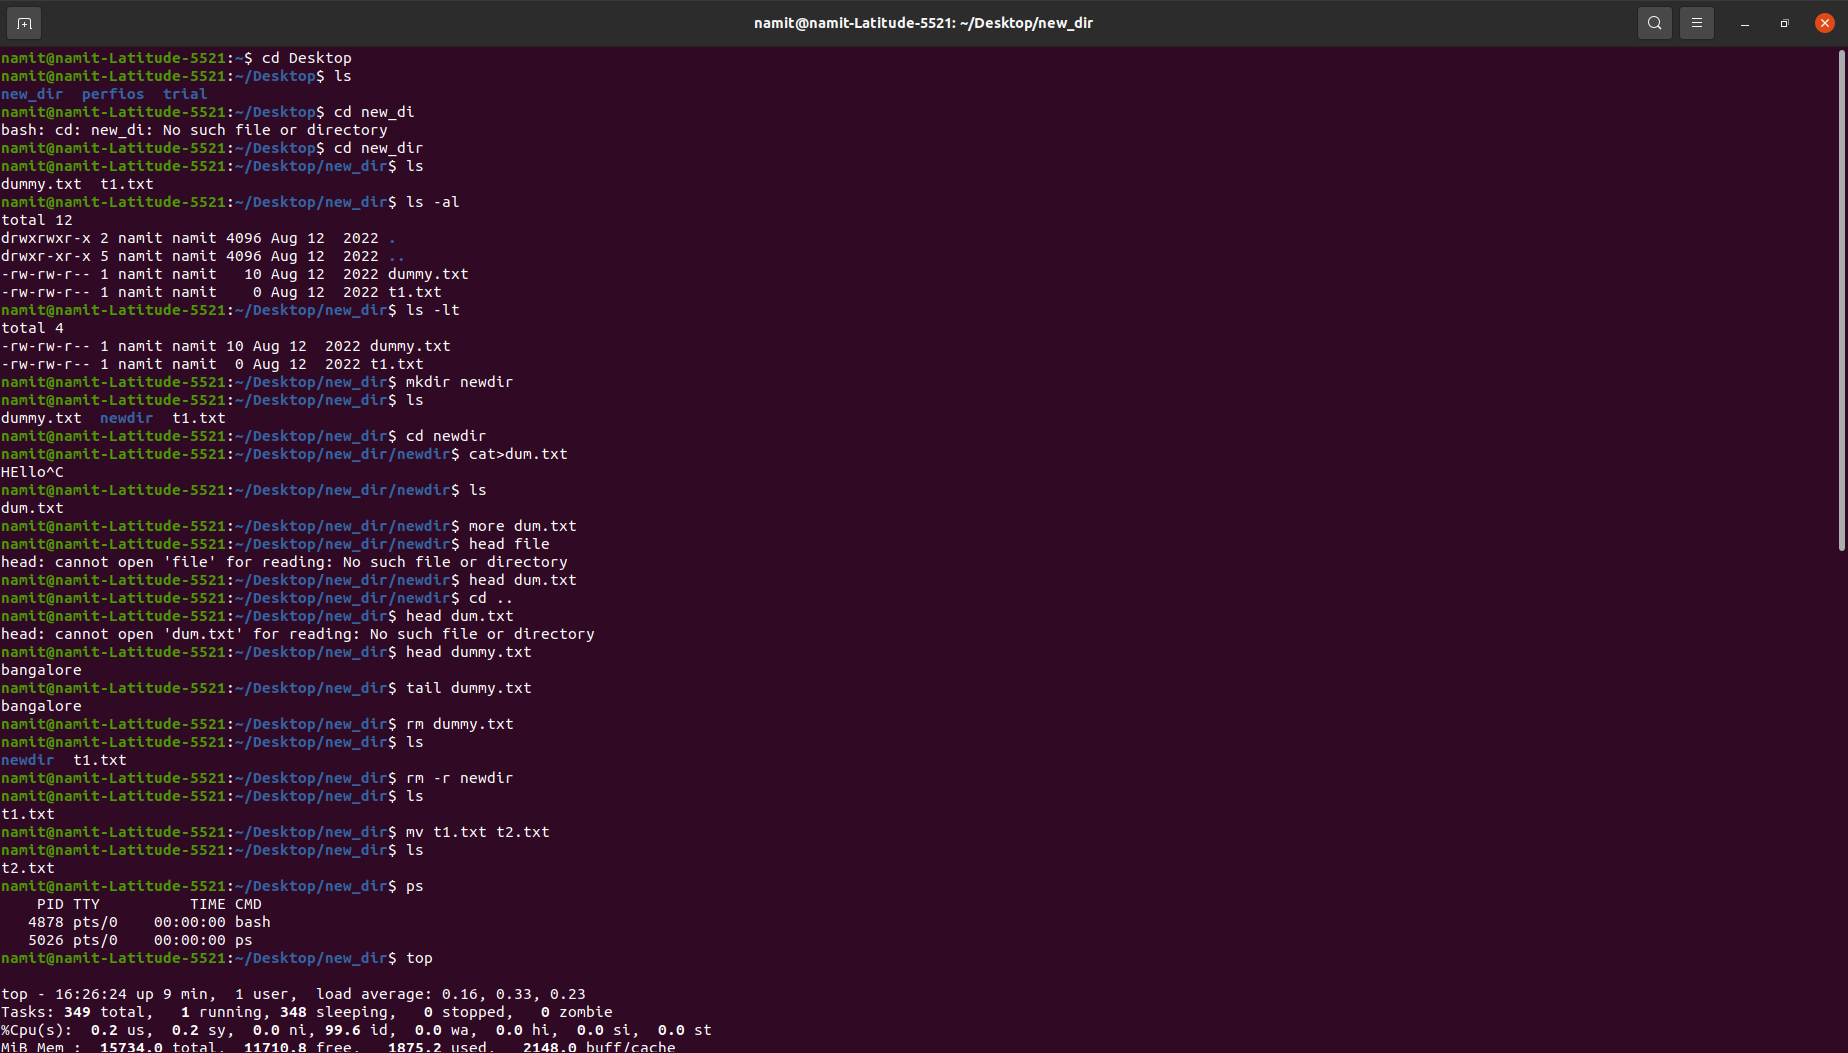 namit@namit-Latitude-5521: ~/Desktop/new_dir
namit@namit-Latitude-5521:~$ cd Desktop
namit@namit-Latitude-5521:~/Desktop$ ls
new_dir  perfios  trial
namit@namit-Latitude-5521:~/Desktop$ cd new_di
bash: cd: new_di: No such file or directory
namit@namit-Latitude-5521:~/Desktop$ cd new_dir
namit@namit-Latitude-5521:~/Desktop/new_dir$ ls
dummy.txt  t1.txt
namit@namit-Latitude-5521:~/Desktop/new_dir$ ls -al
total 12
drwxrwxr-x 2 namit namit 4096 Aug 12  2022 .
drwxr-xr-x 5 namit namit 4096 Aug 12  2022 ..
-rw-rw-r-- 1 namit namit   10 Aug 12  2022 dummy.txt
-rw-rw-r-- 1 namit namit    0 Aug 12  2022 t1.txt
namit@namit-Latitude-5521:~/Desktop/new_dir$ ls -lt
total 4
-rw-rw-r-- 1 namit namit 10 Aug 12  2022 dummy.txt
-rw-rw-r-- 1 namit namit  0 Aug 12  2022 t1.txt
namit@namit-Latitude-5521:~/Desktop/new_dir$ mkdir newdir
namit@namit-Latitude-5521:~/Desktop/new_dir$ ls
dummy.txt  newdir  t1.txt
namit@namit-Latitude-5521:~/Desktop/new_dir$ cd newdir
namit@namit-Latitude-5521:~/Desktop/new_dir/newdir$ cat>dum.txt
HEllo^C
namit@namit-Latitude-5521:~/Desktop/new_dir/newdir$ ls
dum.txt
namit@namit-Latitude-5521:~/Desktop/new_dir/newdir$ more dum.txt
namit@namit-Latitude-5521:~/Desktop/new_dir/newdir$ head file
head: cannot open 'file' for reading: No such file or directory
namit@namit-Latitude-5521:~/Desktop/new_dir/newdir$ head dum.txt
namit@namit-Latitude-5521:~/Desktop/new_dir/newdir$ cd ..
namit@namit-Latitude-5521:~/Desktop/new_dir$ head dum.txt
head: cannot open 'dum.txt' for reading: No such file or directory
namit@namit-Latitude-5521:~/Desktop/new_dir$ head dummy.txt
bangalore
namit@namit-Latitude-5521:~/Desktop/new_dir$ tail dummy.txt
bangalore
namit@namit-Latitude-5521:~/Desktop/new_dir$ rm dummy.txt
namit@namit-Latitude-5521:~/Desktop/new_dir$ ls
newdir  t1.txt
namit@namit-Latitude-5521:~/Desktop/new_dir$ rm -r newdir
namit@namit-Latitude-5521:~/Desktop/new_dir$ ls
t1.txt
namit@namit-Latitude-5521:~/Desktop/new_dir$ mv t1.txt t2.txt
namit@namit-Latitude-5521:~/Desktop/new_dir$ ls
t2.txt
namit@namit-Latitude-5521:~/Desktop/new_dir$ ps
    PID TTY          TIME CMD
   4878 pts/0    00:00:00 bash
   5026 pts/0    00:00:00 ps
namit@namit-Latitude-5521:~/Desktop/new_dir$ top
top - 16:26:24 up 9 min,  1 user,  load average: 0.16, 0.33, 0.23
Tasks: 349 total,   1 running, 348 sleeping,   0 stopped,   0 zombie
%Cpu(s):  0.2 us,  0.2 sy,  0.0 ni, 99.6 id,  0.0 wa,  0.0 hi,  0.0 si,  0.0 st
MiB Mem :  15734.0 total,  11710.8 free,   1875.2 used,   2148.0 buff/cache